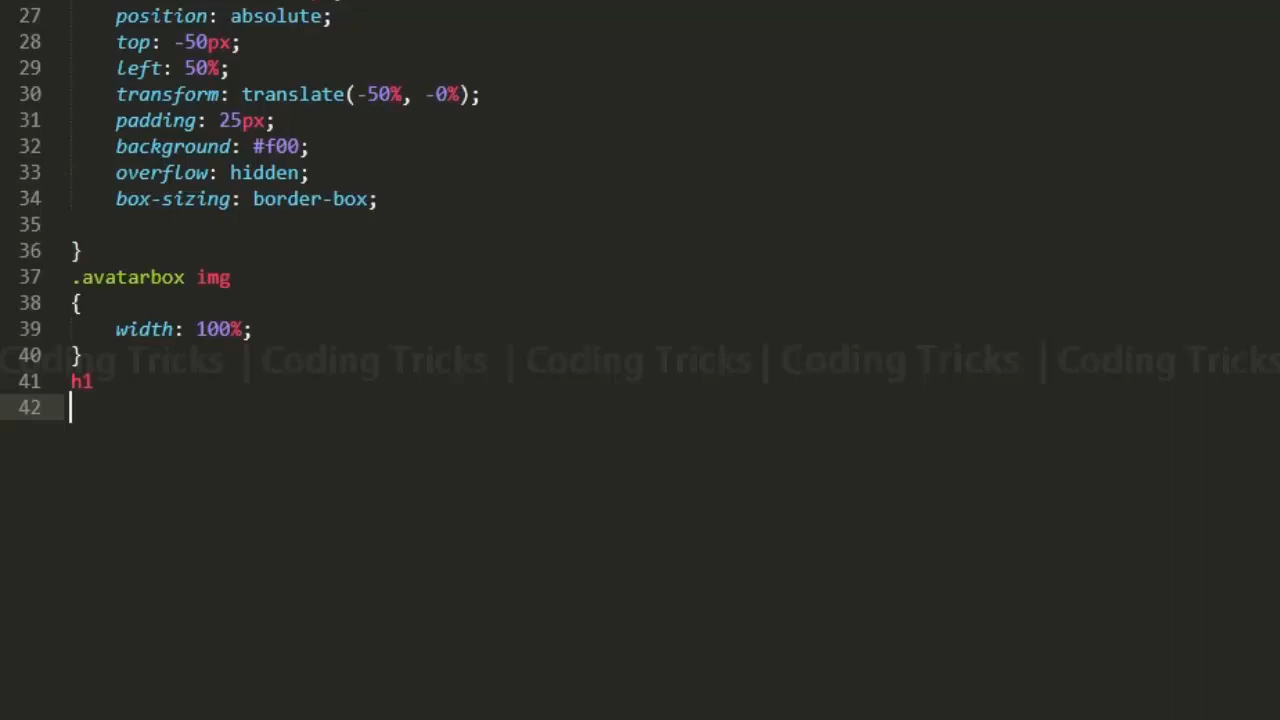 27 position: absolute;
28 top: -50px;
29 left: 50%;
30 transform: translate(-50%, -0%);
31 padding: 25px;
32 background: #f00;
33 overflow: hidden;
34 box-sizing: border-box;
35
36 }
37 .avatarbox img
38 {
39 width: 100%;
40 }
Coding Tricks | Coding Tricks | Coding Tricks | Coding Tricks | Coding Tricks
41 h1
42